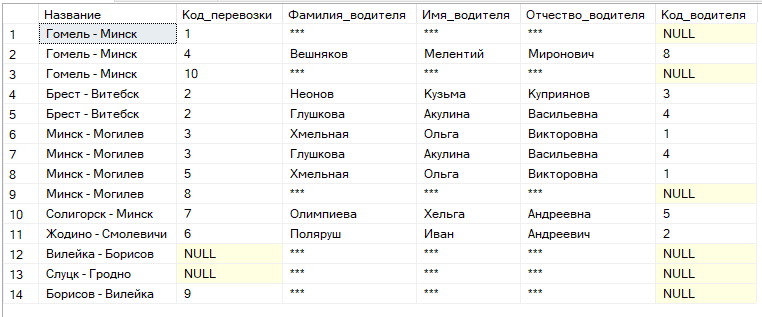 Название Код_перевозки Фамилия_водителя Имя_водителя Отчество_водителя Код_водителя
1 Гомель - Минск 1 *** *** *** NULL
2 Гомель - Минск 4 Вешняков Мелентий Миронович 8
3 Гомель - Минск 10 *** *** *** NULL
4 Брест - Витебск 2 Неонов Кузьма Куприянов 3
5 Брест - Витебск 2 Глушкова Акулина Васильевна 4
6 Минск - Могилев 3 Хмельная Ольга Викторовна 1
7 Минск - Могилев 3 Глушкова Акулина Васильевна 4
8 Минск - Могилев 5 Хмельная Ольга Викторовна 1
9 Минск - Могилев 8 *** *** *** NULL
10 Солигорск - Минск 7 Олимпиева Хельга Андреевна 5
11 Жодино - Смолевичи 6 Поляруш Иван Андреевич 2
12 Вилейка - Борисов NULL *** *** *** NULL
13 Слуцк - Гродно NULL *** *** *** NULL
14 Борисов - Вилейка 9 *** *** *** NULL